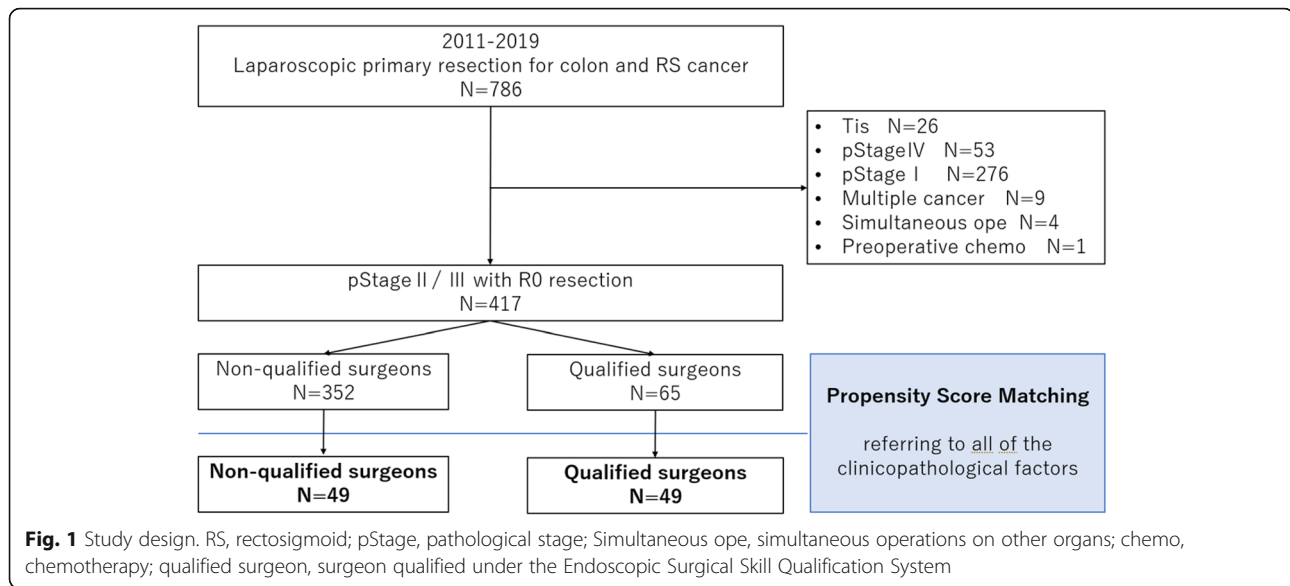 2011-2019
Laparoscopic primary resection for colon and RS cancer
N=786
• Tis N=26
• pStageⅣ N=53
• pStage Ⅰ N=276
• Multiple cancer N=9
• Simultaneous ope N=4
• Preoperative chemo N=1
pStageⅡ / Ⅲ with R0 resection
N=417
Non-qualified surgeons
N=352
Qualified surgeons
N=65
Propensity Score Matching
referring to all of the
clinicopathological factors
Non-qualified surgeons
N=49
Qualified surgeons
N=49
Fig. 1 Study design. RS, rectosigmoid; pStage, pathological stage; Simultaneous ope, simultaneous operations on other organs; chemo,
chemotherapy; qualified surgeon, surgeon qualified under the Endoscopic Surgical Skill Qualification System